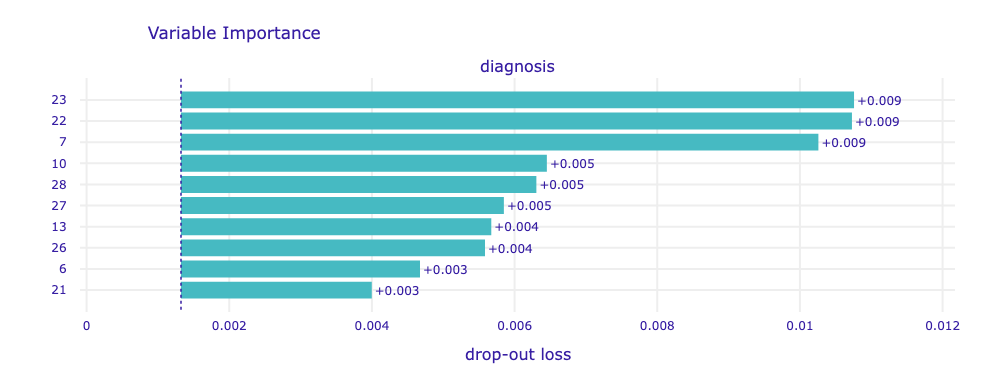 Variable Importance
diagnosis
23 +0.009
22 +0.009
7 +0.009
10 +0.005
28 +0.005
27 +0.005
13 +0.004
26 +0.004
6 +0.003
21 +0.003
0 0.002 0.004 0.006 0.008 0.01 0.012
drop-out loss